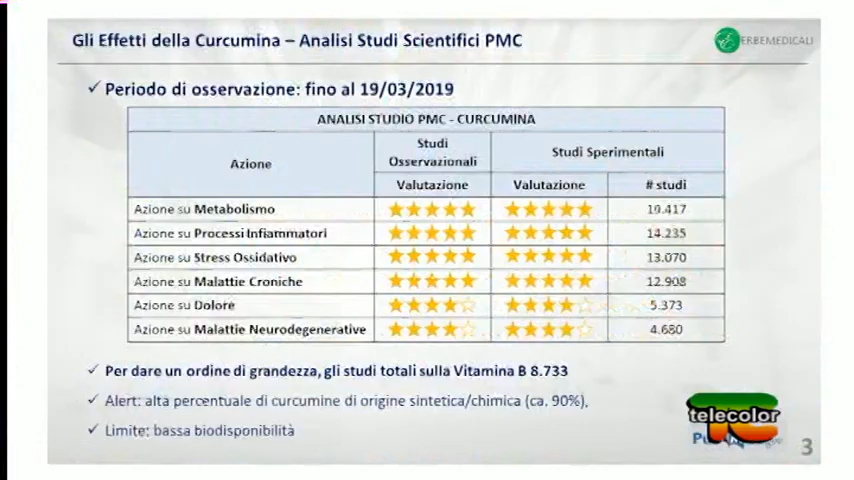 Gli Effetti della Curcumina – Analisi Studi Scientifici PMC
ERBEMEDICALI
✓ Periodo di osservazione: fino al 19/03/2019
ANALISI STUDIO PMC - CURCUMINA
Azione Studi Osservazionali Studi Sperimentali
Valutazione Valutazione # studi
Azione su Metabolismo ★★★★★ ★★★★★ 19.417
Azione su Processi Infiammatori ★★★★★ ★★★★★ 14.235
Azione su Stress Ossidativo ★★★★★ ★★★★★ 13.070
Azione su Malattie Croniche ★★★★★ ★★★★★ 12.908
Azione su Dolore ★★★★☆ ★★★★☆ 5.373
Azione su Malattie Neurodegenerative ★★★★☆ ★★★★☆ 4.680
✓ Per dare un ordine di grandezza, gli studi totali sulla Vitamina B 8.733
✓ Alert: alta percentuale di curcumine di origine sintetica/chimica (ca. 90%),
✓ Limite: bassa biodisponibilità
telecolor
3